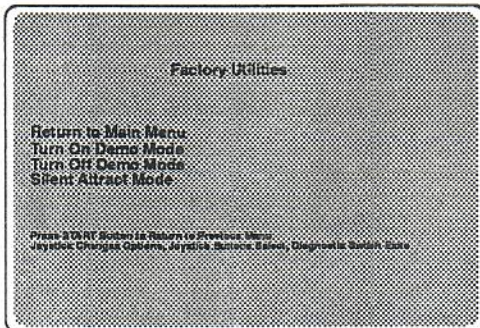 Factory Utilities
Return to Main Menu
Turn On Demo Mode
Turn Off Demo Mode
Silent Attract Mode
Press START Button to Return to Previous Menu
Joystick Changes Options, Joystick Buttons Select, Diagnostic Switch Exits